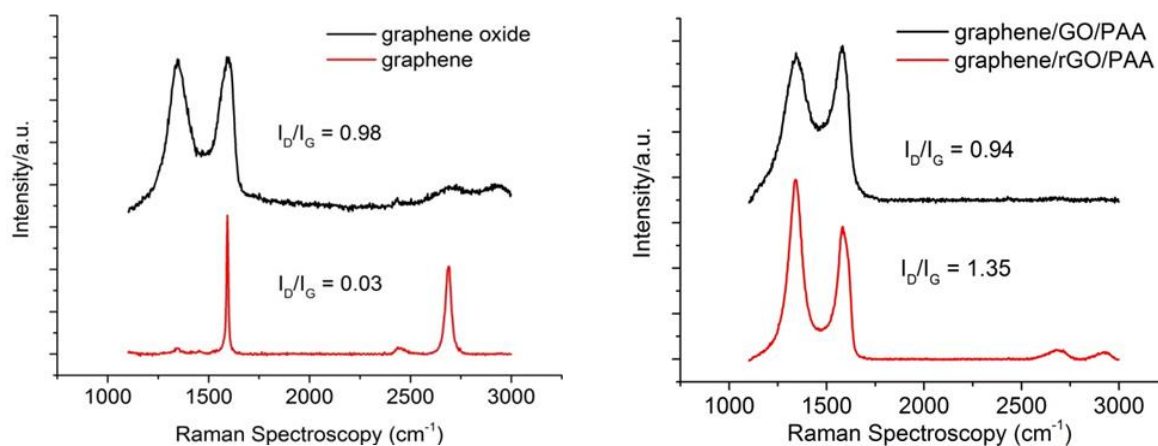 graphene oxide
graphene
I_D/I_G = 0.98
I_D/I_G = 0.03
Intensity/a.u.
1000 1500 2000 2500 3000
Raman Spectroscopy (cm⁻¹)
graphene/GO/PAA
graphene/rGO/PAA
I_D/I_G = 0.94
I_D/I_G = 1.35
Intensity/a.u.
1000 1500 2000 2500 3000
Raman Spectroscopy (cm⁻¹)